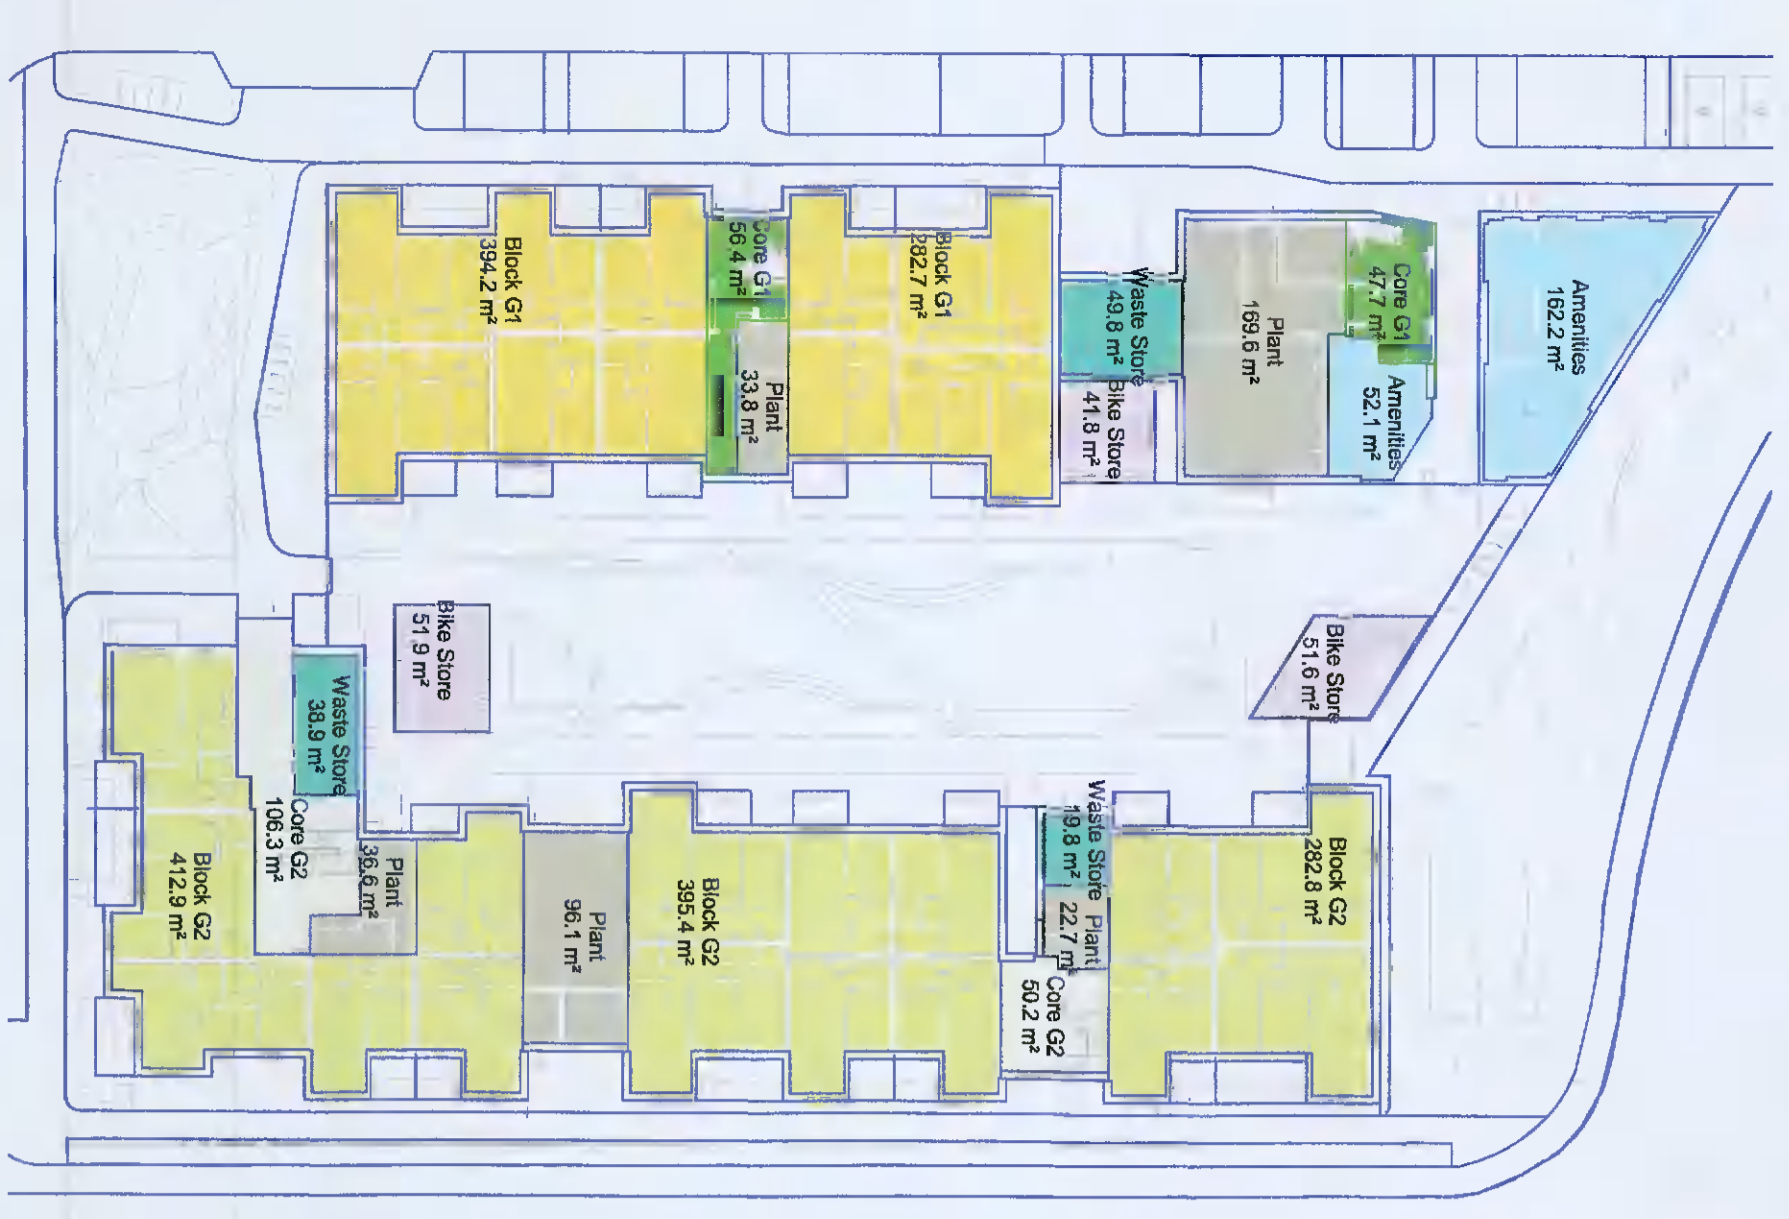 Block G1
394.2 m²
Core G1
56.4 m²
Plant
33.8 m²
Block G1
282.7 m²
Waste Store
49.8 m²
Bike Store
41.8 m²
Plant
169.6 m²
Core G1
47.7 m²
Amenities
52.1 m²
Amenities
162.2 m²
Bike Store
51.9 m²
Bike Store
51.6 m²
Waste Store
38.9 m²
Core G2
106.3 m²
Plant
36.6 m²
Block G2
412.9 m²
Plant
96.1 m²
Block G2
395.4 m²
Waste Store
19.8 m²
Plant
22.7 m²
Core G2
50.2 m²
Block G2
282.8 m²